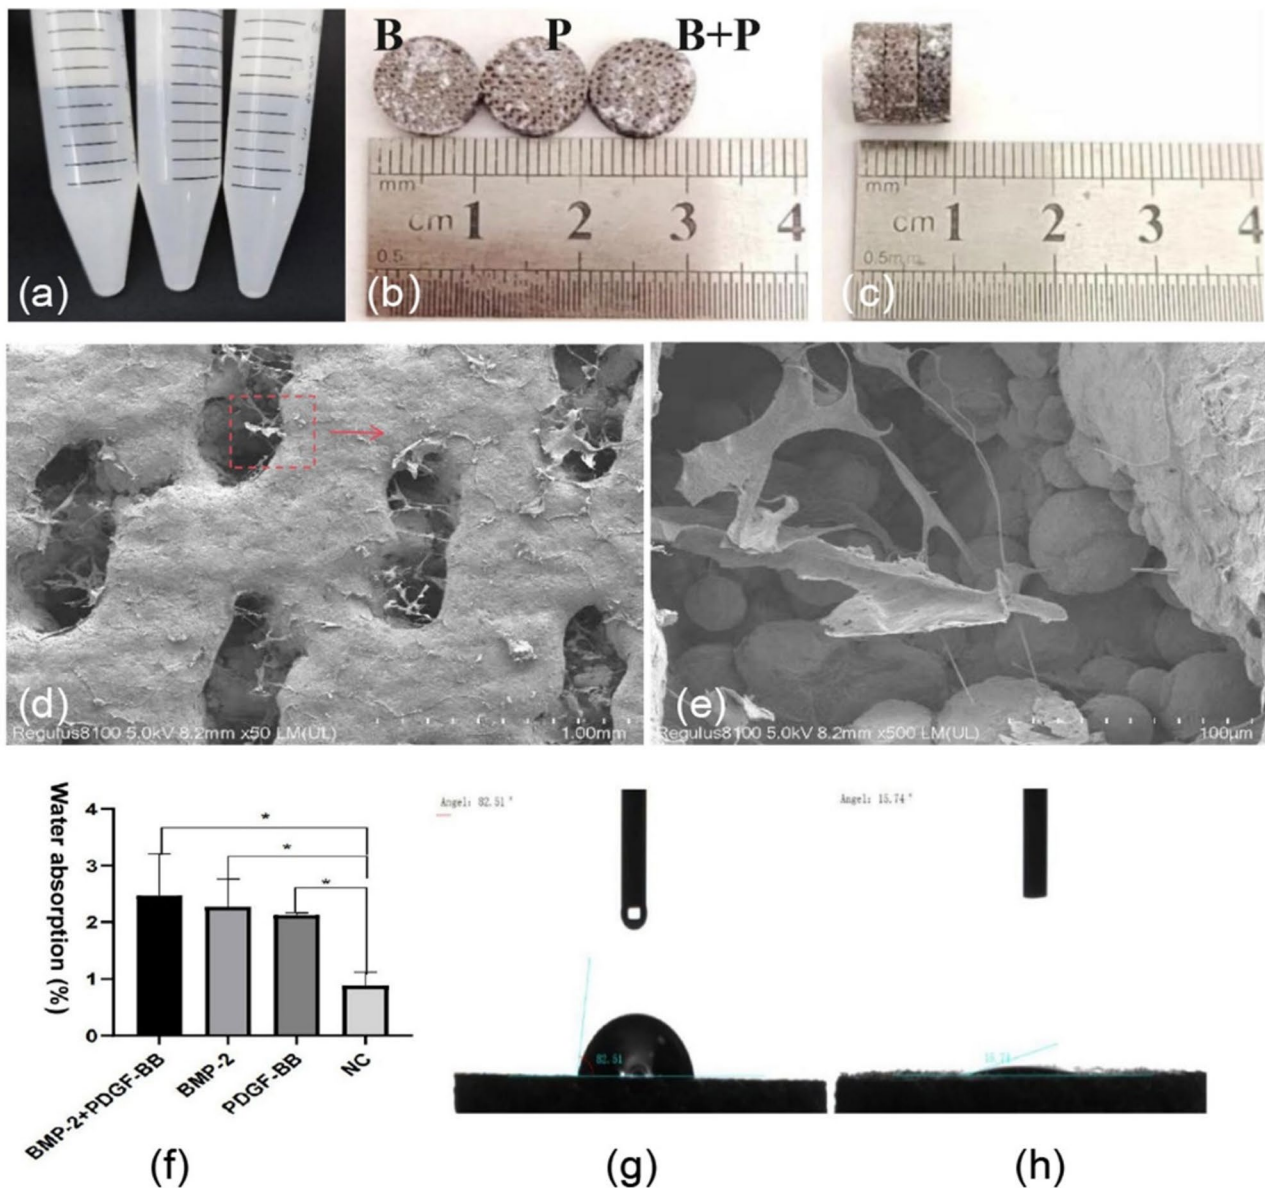 B P B+P
mm
cm 1 2 3 4
0.5
(a)
(b)
mm
cm 1 2 3 4
0.5mm
(c)
(d)
Regulus8100 5.0kV 8.2mm x50 LM(UL) 1.00mm
(e)
Regulus8100 5.0kV 8.2mm x500 LM(UL) 100µm
Water absorption (%)
4
3
2
1
0
*
*
*
BMP-2+PDGF-BB
BMP-2
PDGF-BB
NC
(f)
Angel: 82.51 °
82.51
(g)
Angel: 15.74 °
15.74
(h)